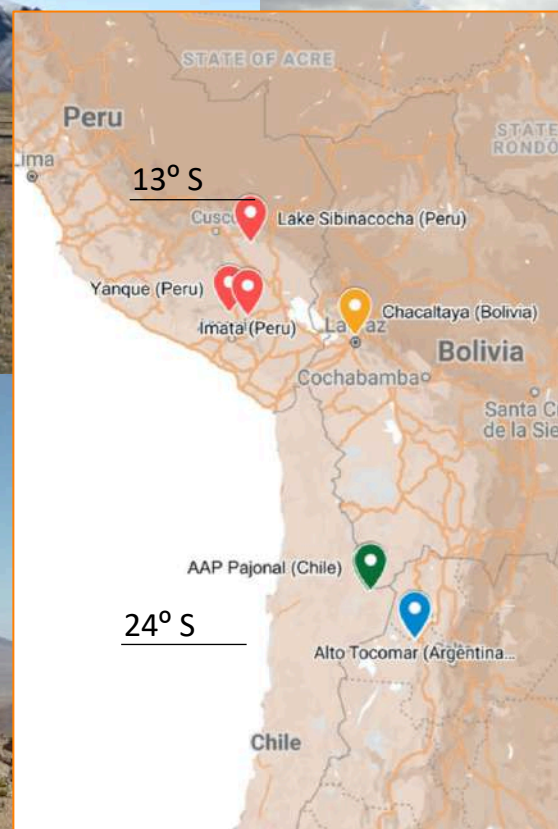 STATE OF ACRE
Peru
STATE
RONDÔ
Lima
13º S
Cusc
Lake Sibinacocha (Peru)
Yanque (Peru)
Imata (Peru)
Chacaltaya (Bolivia)
La Paz
Bolivia
Cochabamba
Santa C
de la Sie
AAP Pajonal (Chile)
24º S
Alto Tocomar (Argentina...
Chile